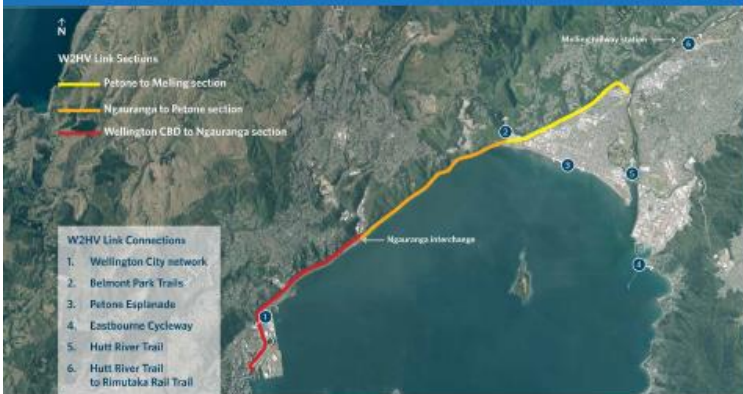 N
Melling railway station
6
W2HV Link Sections
Petone to Melling section
Ngauranga to Petone section
Wellington CBD to Ngauranga section
2
3
5
Ngauranga interchange
4
1
W2HV Link Connections
1. Wellington City network
2. Belmont Park Trails
3. Petone Esplanade
4. Eastbourne Cycleway
5. Hutt River Trail
6. Hutt River Trail
to Rimutaka Rail Trail